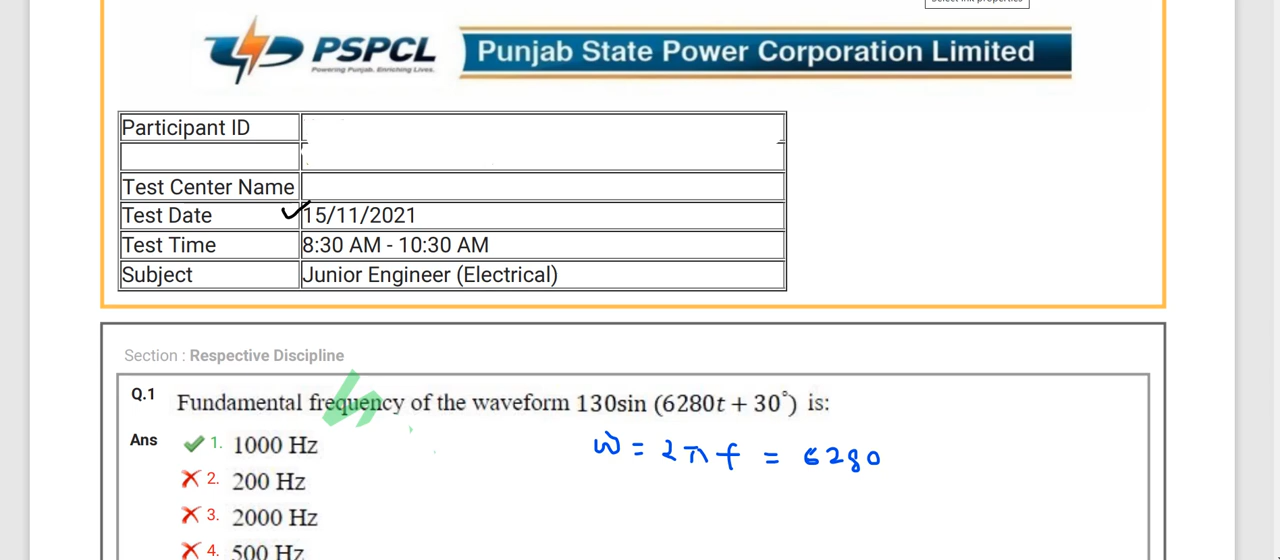 PSPCL
Powering Punjab. Enriching Lives.
Punjab State Power Corporation Limited
Participant ID
Test Center Name
Test Date 15/11/2021
Test Time 8:30 AM - 10:30 AM
Subject Junior Engineer (Electrical)
Section : Respective Discipline
Q.1 Fundamental frequency of the waveform 130sin (6280t + 30°) is:
Ans 1. 1000 Hz
ω = 2πf = 6280
2. 200 Hz
3. 2000 Hz
4. 500 Hz